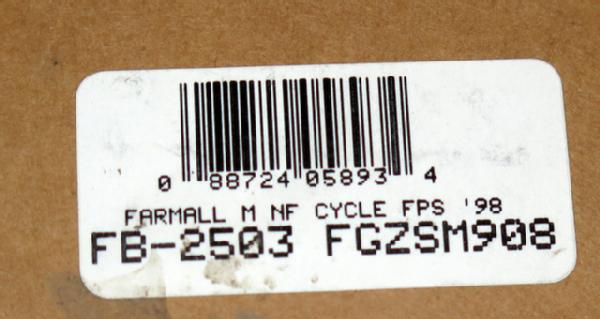 0 88724 05893 4
FARMALL M NF CYCLE FPS '98
FB-2503 FGZSM908